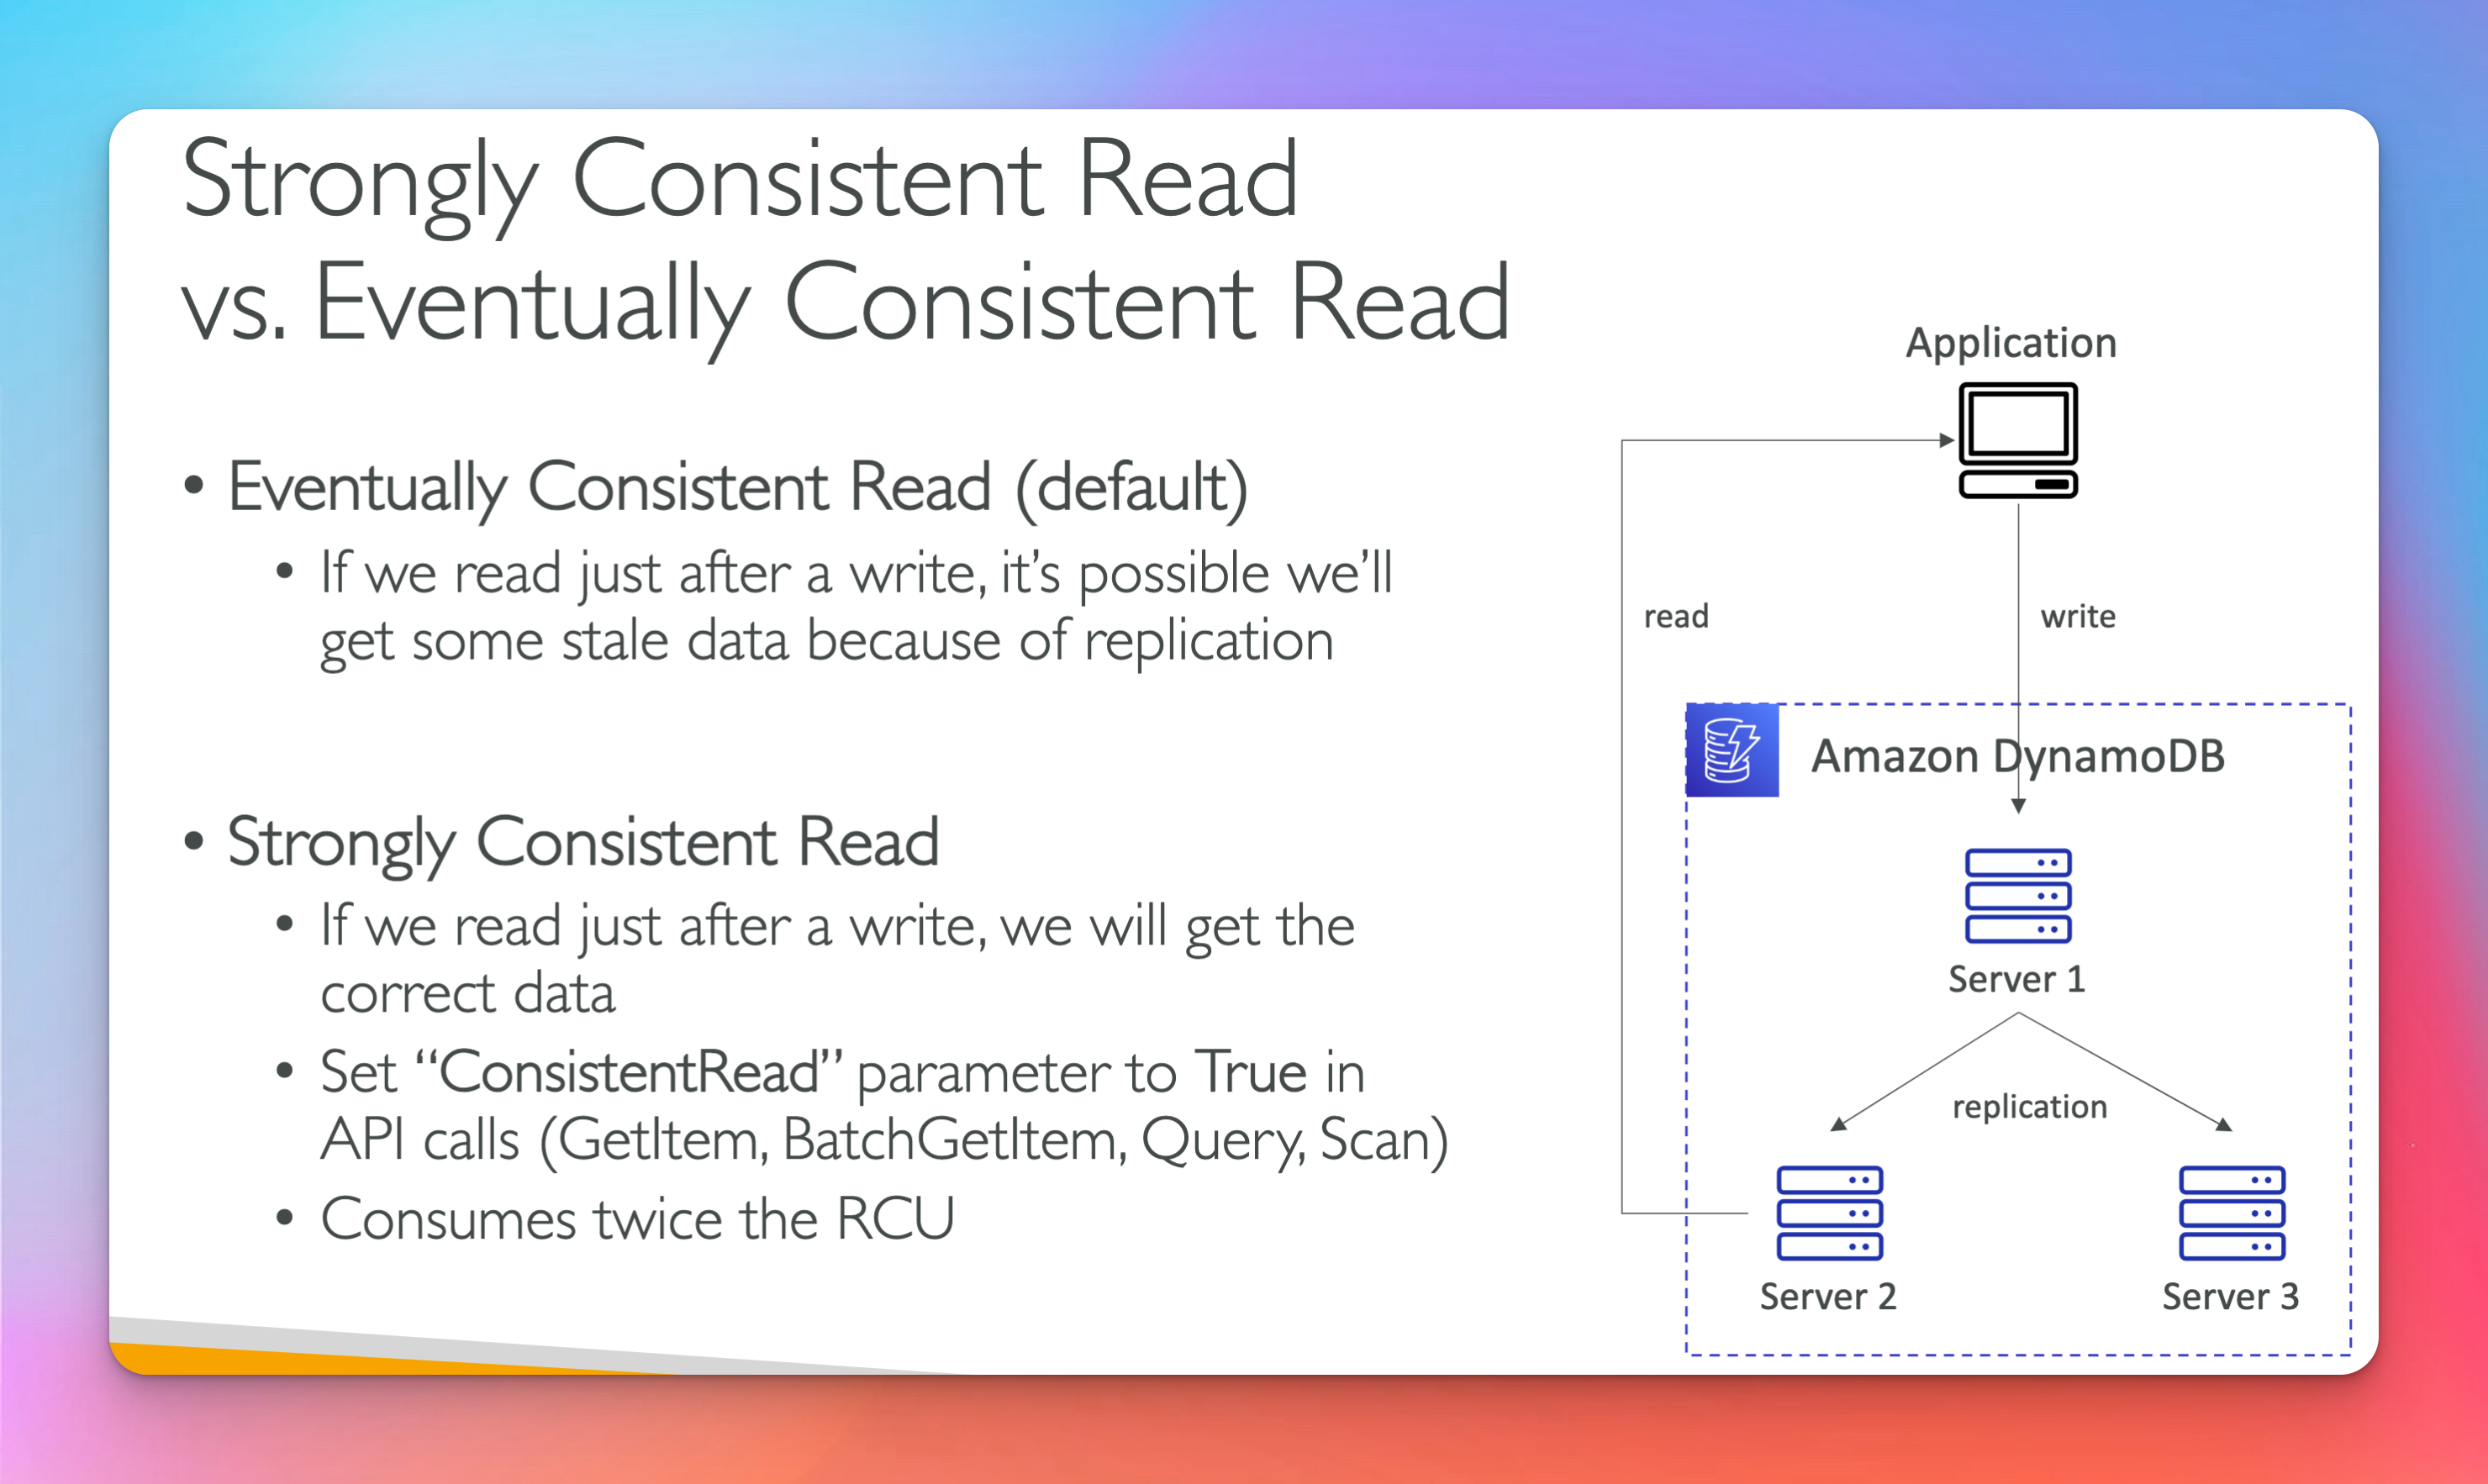 Strongly Consistent Read
vs. Eventually Consistent Read
• Eventually Consistent Read (default)
• If we read just after a write, it’s possible we’ll
get some stale data because of replication
• Strongly Consistent Read
• If we read just after a write, we will get the
correct data
• Set “ConsistentRead” parameter to True in
API calls (GetItem, BatchGetItem, Query, Scan)
• Consumes twice the RCU
Application
read
write
Amazon DynamoDB
Server 1
replication
Server 2
Server 3